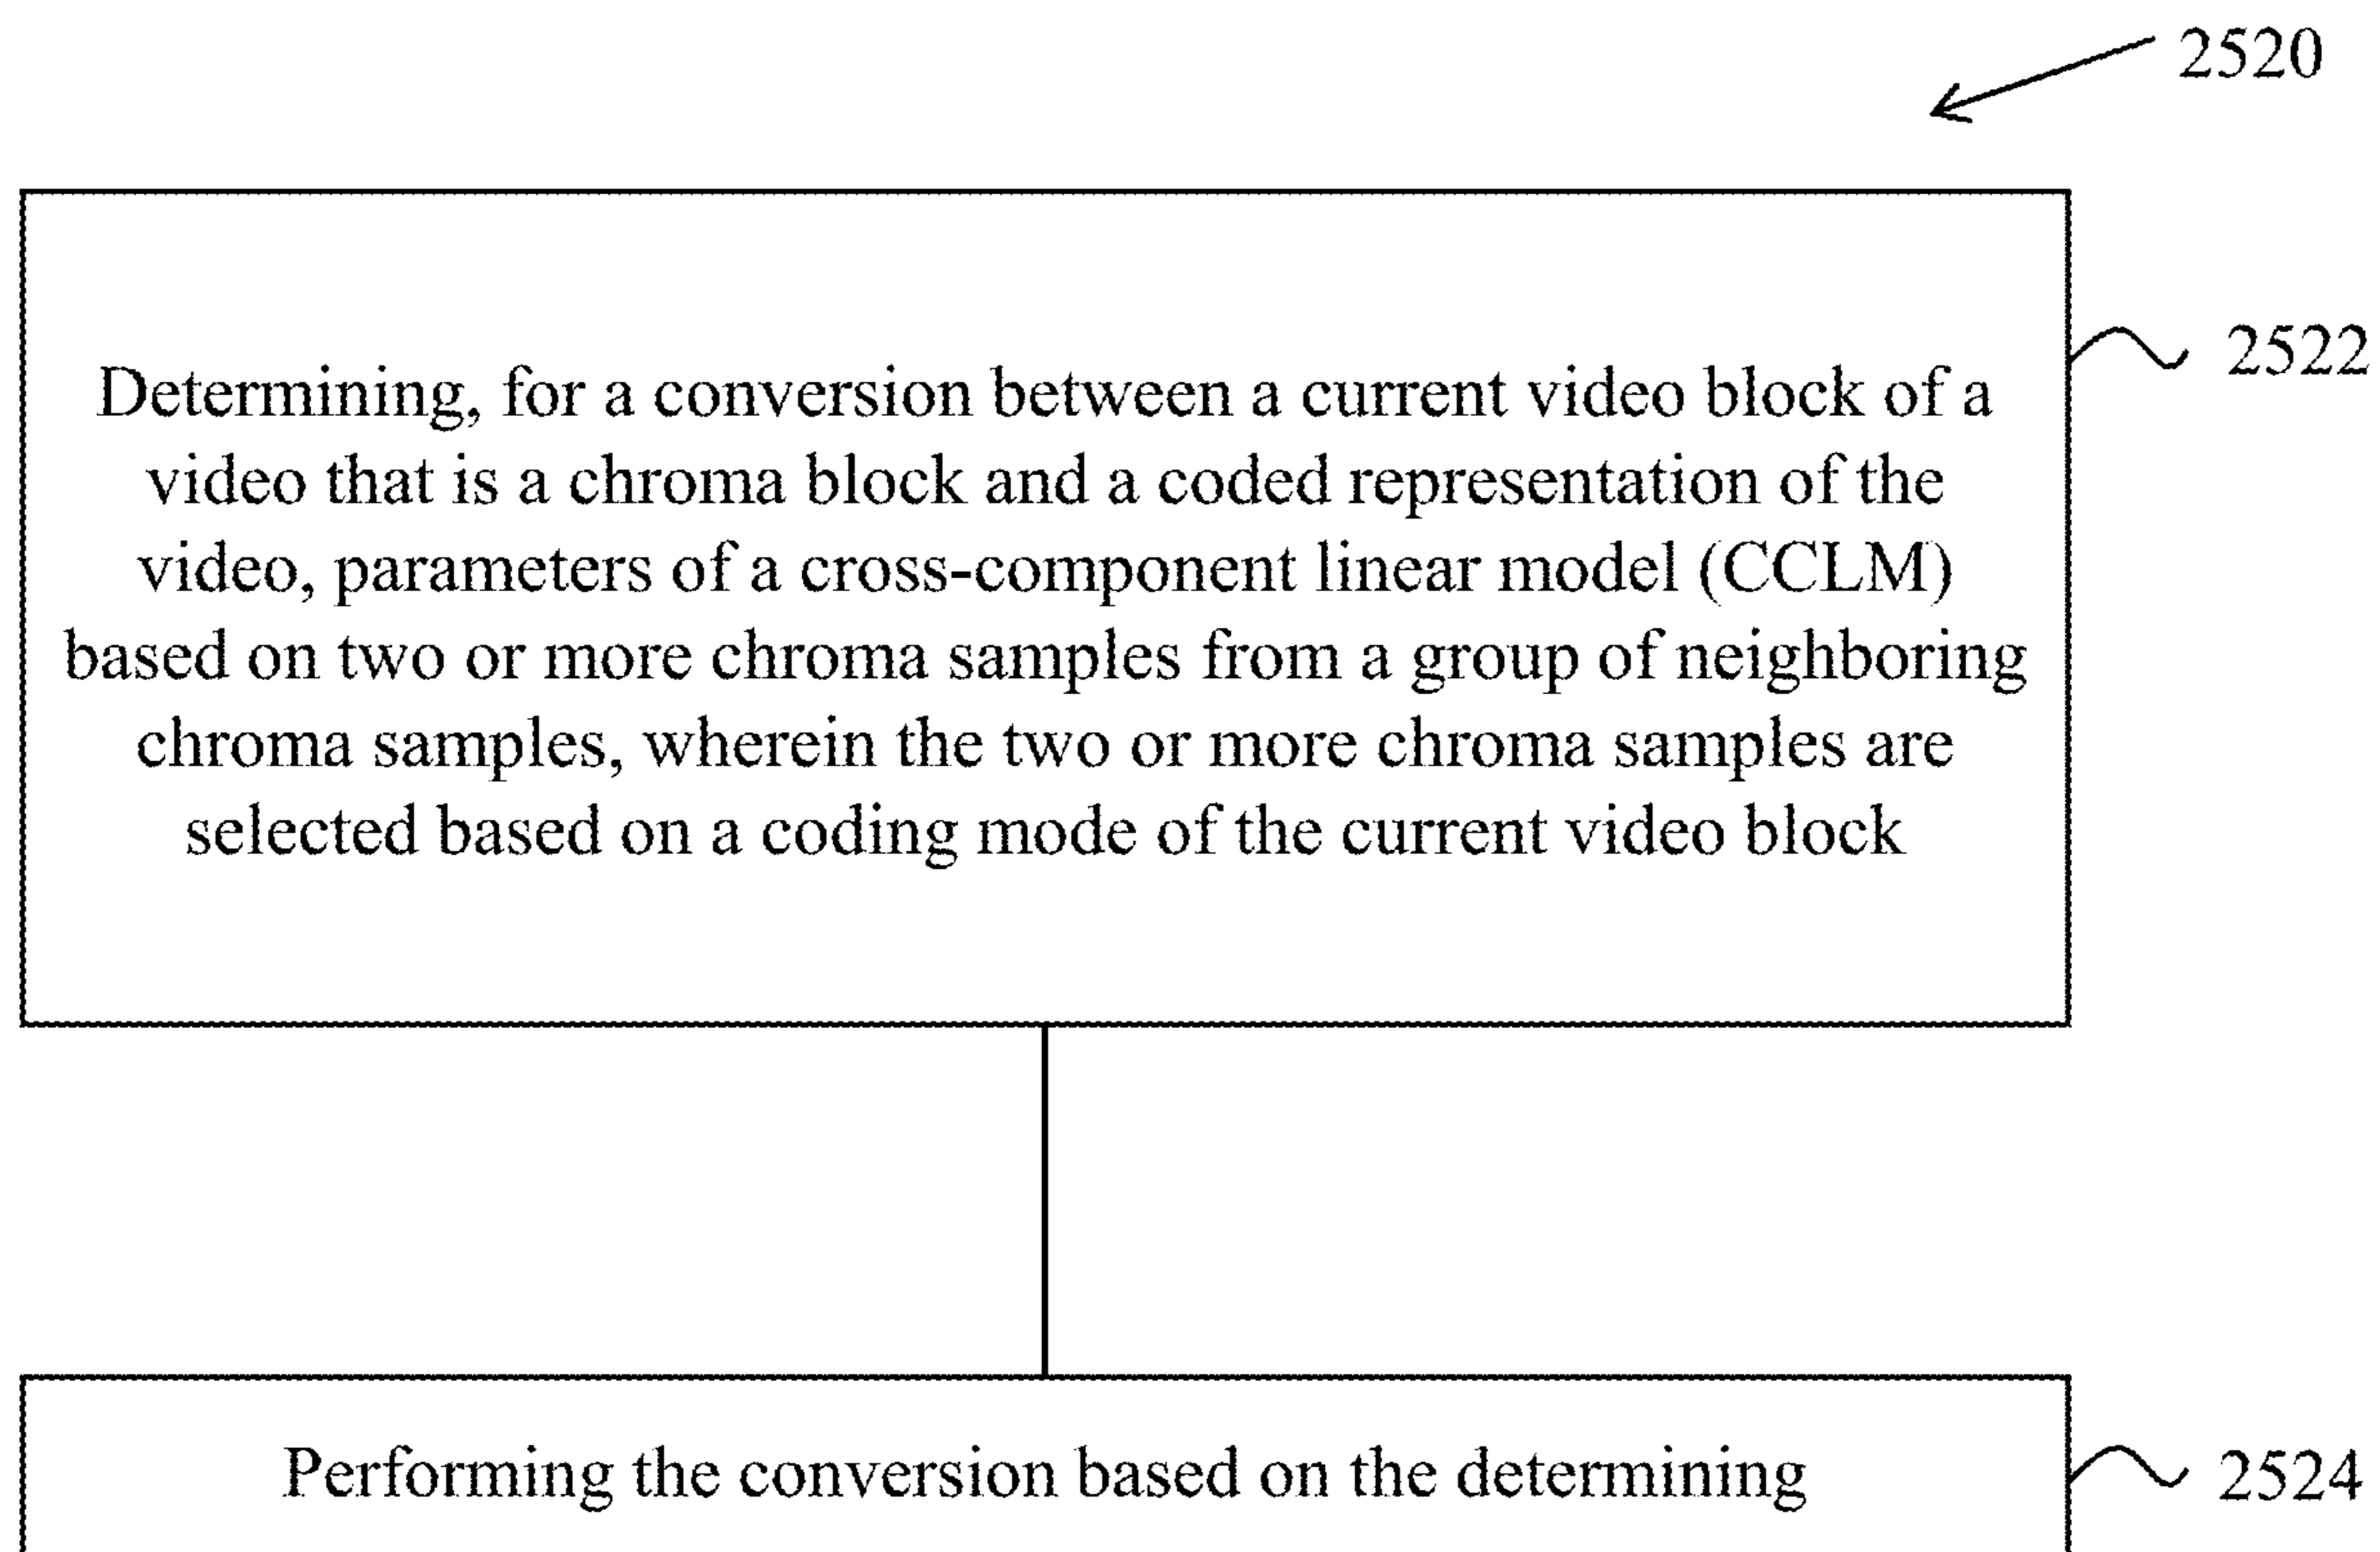 2520
Determining, for a conversion between a current video block of a
video that is a chroma block and a coded representation of the
video, parameters of a cross-component linear model (CCLM)
based on two or more chroma samples from a group of neighboring
chroma samples, wherein the two or more chroma samples are
selected based on a coding mode of the current video block
2522
Performing the conversion based on the determining
2524